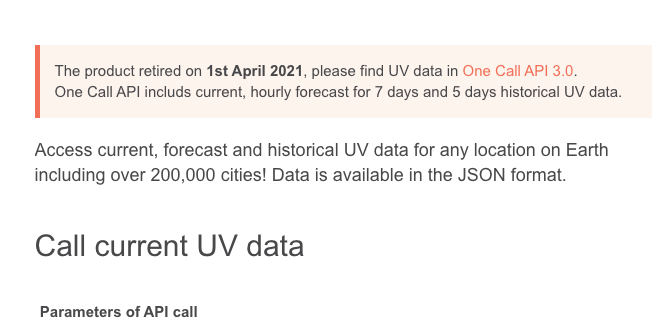 The product retired on 1st April 2021, please find UV data in One Call API 3.0.
One Call API includs current, hourly forecast for 7 days and 5 days historical UV data.
Access current, forecast and historical UV data for any location on Earth
including over 200,000 cities! Data is available in the JSON format.
Call current UV data
Parameters of API call